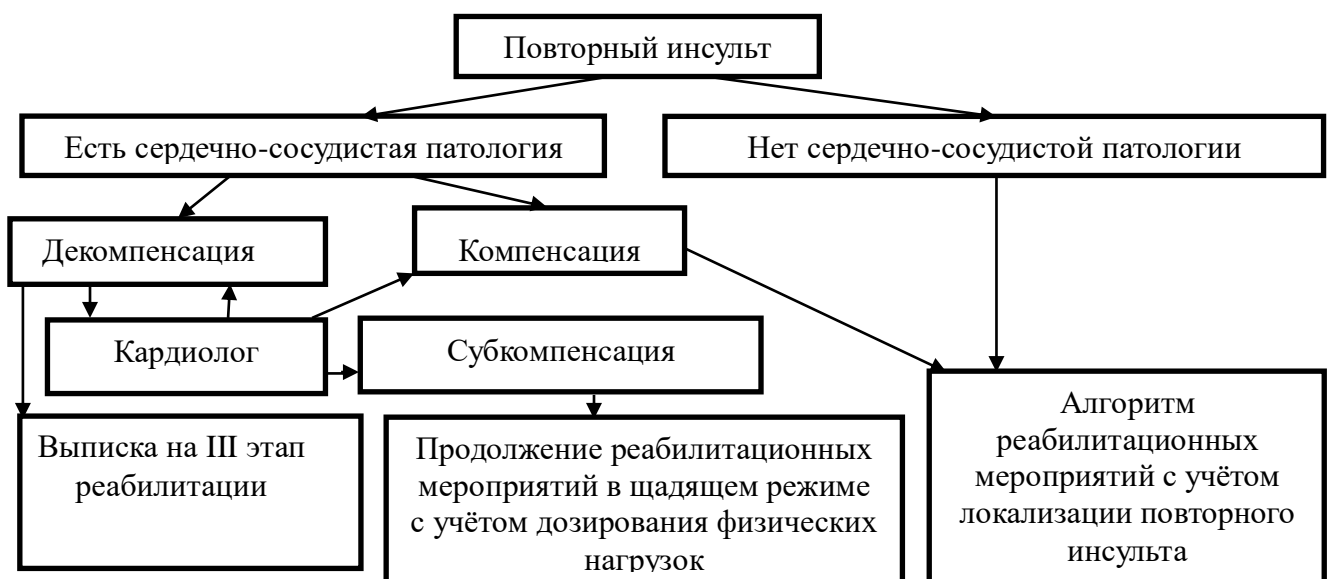 Повторный инсульт
Есть сердечно-сосудистая патология
Нет сердечно-сосудистой патологии
Декомпенсация
Компенсация
Кардиолог
Субкомпенсация
Выписка на III этап
реабилитации
Продолжение реабилитационных
мероприятий в щадящем режиме
с учётом дозирования физических
нагрузок
Алгоритм
реабилитационных
мероприятий с учётом
локализации повторного
инсульта